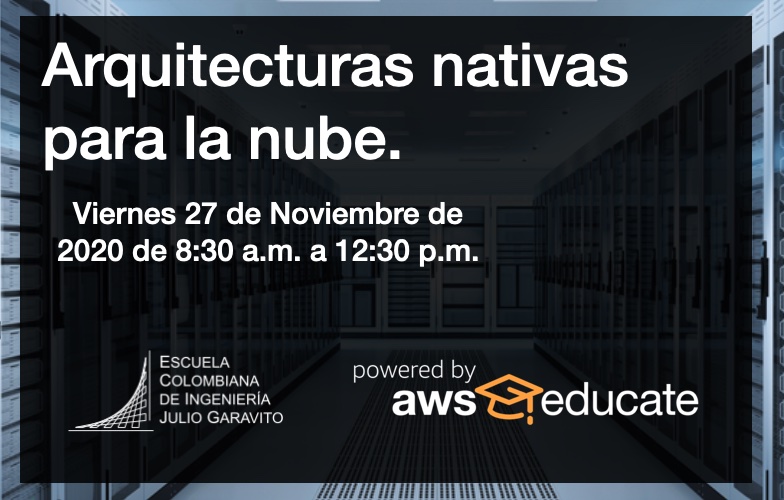 Arquitecturas nativas
para la nube.
Viernes 27 de Noviembre de
2020 de 8:30 a.m. a 12:30 p.m.
ESCUELA
COLOMBIANA
DE INGENIERÍA
JULIO GARAVITO
powered by
aws educate